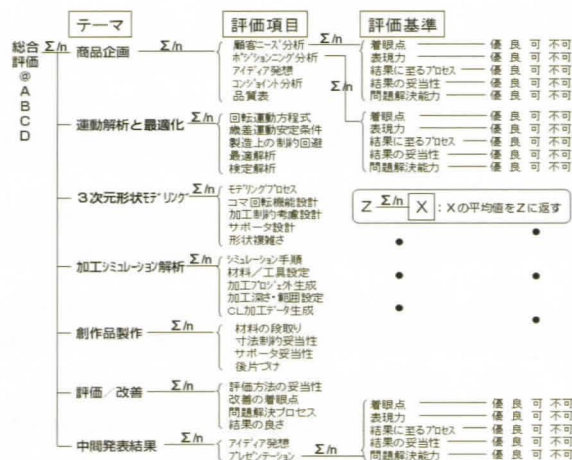 テーマ 評価項目 評価基準
総合評価@ABCD
Σ/n 商品企画 Σ/n
顧客ニーズ分析 Σ/n
ポジショニング分析 Σ/n
アイディア発想
コンジョイント分析
品質表
着眼点 優 良 可 不可
表現力 優 良 可 不可
結果に至るプロセス 優 良 可 不可
結果の妥当性 優 良 可 不可
問題解決能力 優 良 可 不可
着眼点 優 良 可 不可
表現力 優 良 可 不可
結果に至るプロセス 優 良 可 不可
結果の妥当性 優 良 可 不可
問題解決能力 優 良 可 不可
運動解析と最適化 Σ/n
回転運動方程式
歳差運動安定条件
製造上の制約回避
最適解析
検定解析
3次元形状モデリング Σ/n
モデリングプロセス
コマ回転機能設計
加工制約考慮設計
サポータ設計
形状複雑さ
Z Σ/n X :Xの平均値をZに返す
加工シミュレーション解析 Σ/n
シミュレーション手順
材料/工具設定
加工プロジェクト生成
加工深さ・範囲設定
CL加工データ生成
創作品製作 Σ/n
材料の段取り
寸法制約妥当性
サポータ妥当性
後片づけ
評価/改善 Σ/n
評価方法の妥当性
改善の着眼点
問題解決プロセス
結果の良さ
中間発表結果 Σ/n
アイディア発想
プレゼンテーション Σ/n
着眼点 優 良 可 不可
表現力 優 良 可 不可
結果に至るプロセス 優 良 可 不可
結果の妥当性 優 良 可 不可
問題解決能力 優 良 可 不可